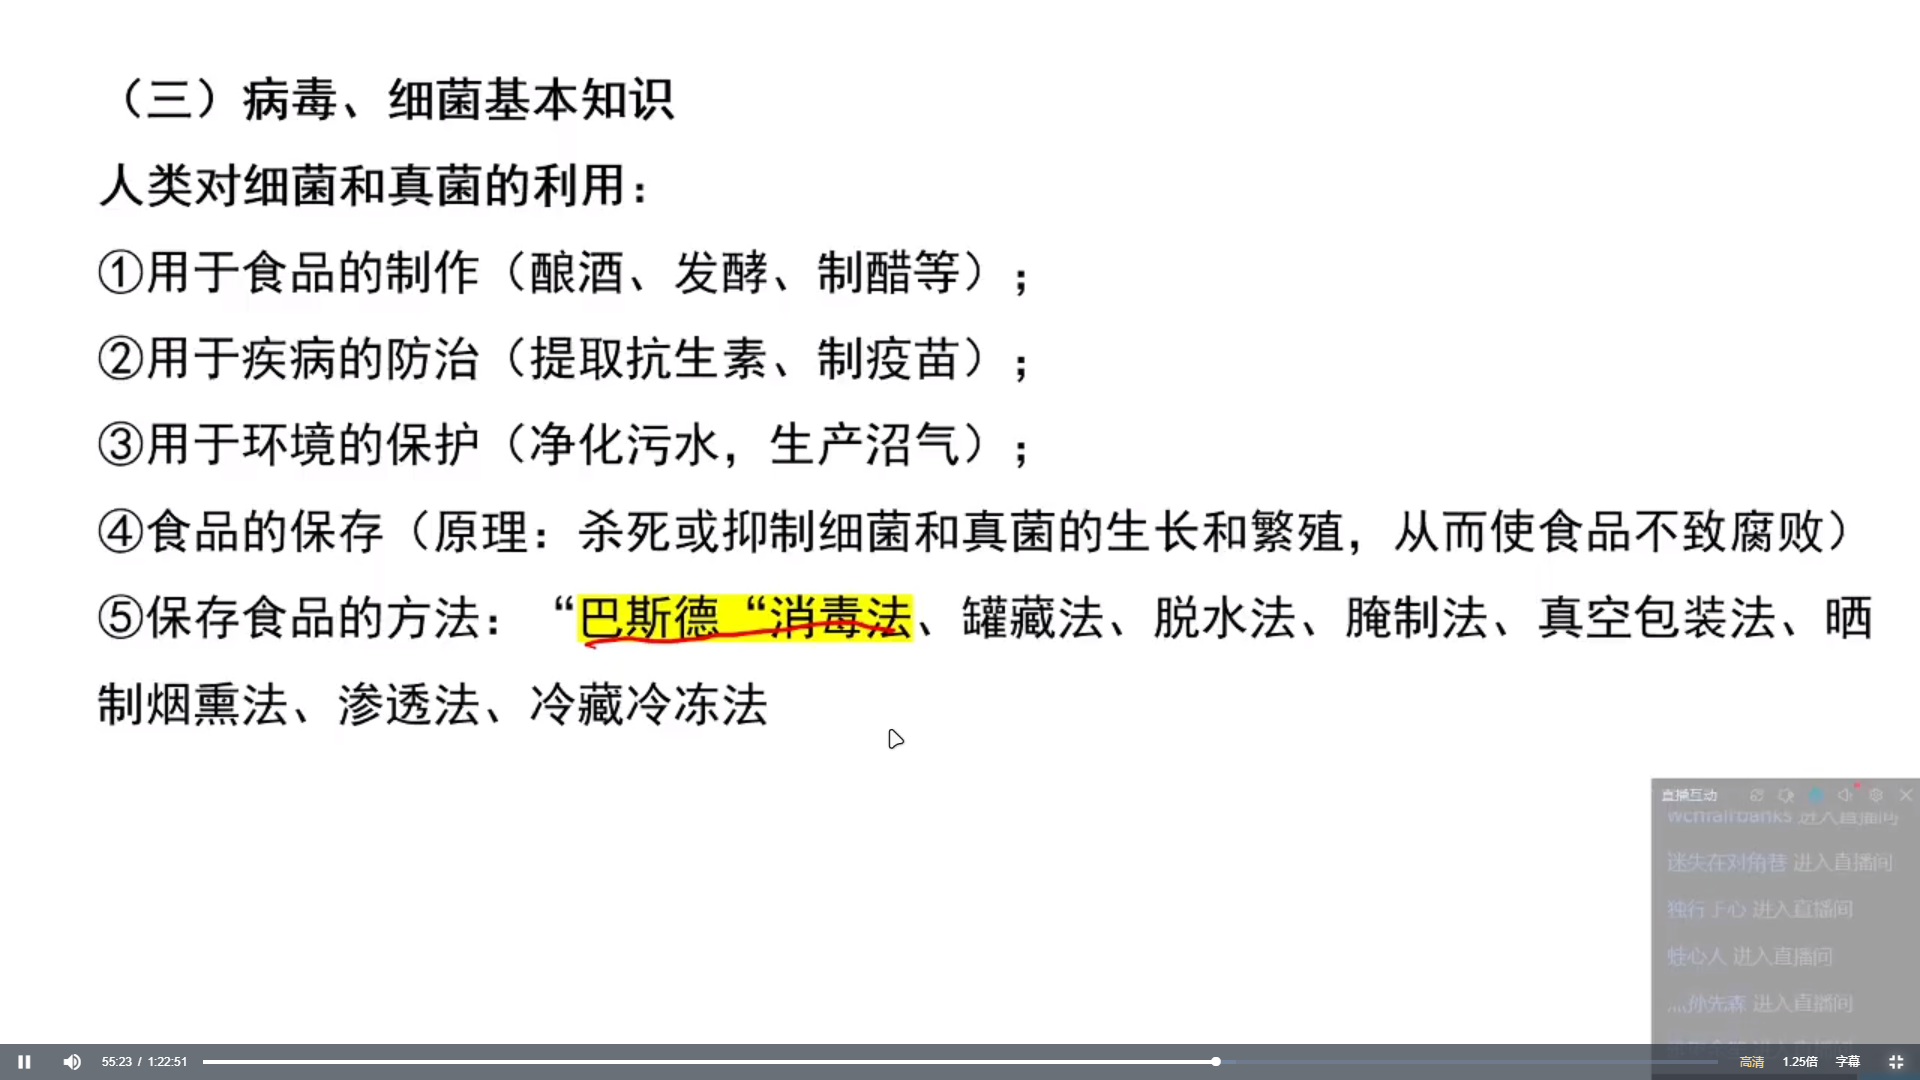 （三）病毒、细菌基本知识
人类对细菌和真菌的利用：
①用于食品的制作（酿酒、发酵、制醋等）；
②用于疾病的防治（提取抗生素、制疫苗）；
③用于环境的保护（净化污水，生产沼气）；
④食品的保存（原理：杀死或抑制细菌和真菌的生长和繁殖，从而使食品不致腐败）
⑤保存食品的方法：“巴斯德“消毒法、罐藏法、脱水法、腌制法、真空包装法、晒
制烟熏法、渗透法、冷藏冷冻法
直播互动
wchfairbanks 进入直播间
迷失在对角巷 进入直播间
独行于心 进入直播间
蛙心人 进入直播间
灬孙先森 进入直播间
55:23 / 1:22:51
高清 1.25倍 字幕